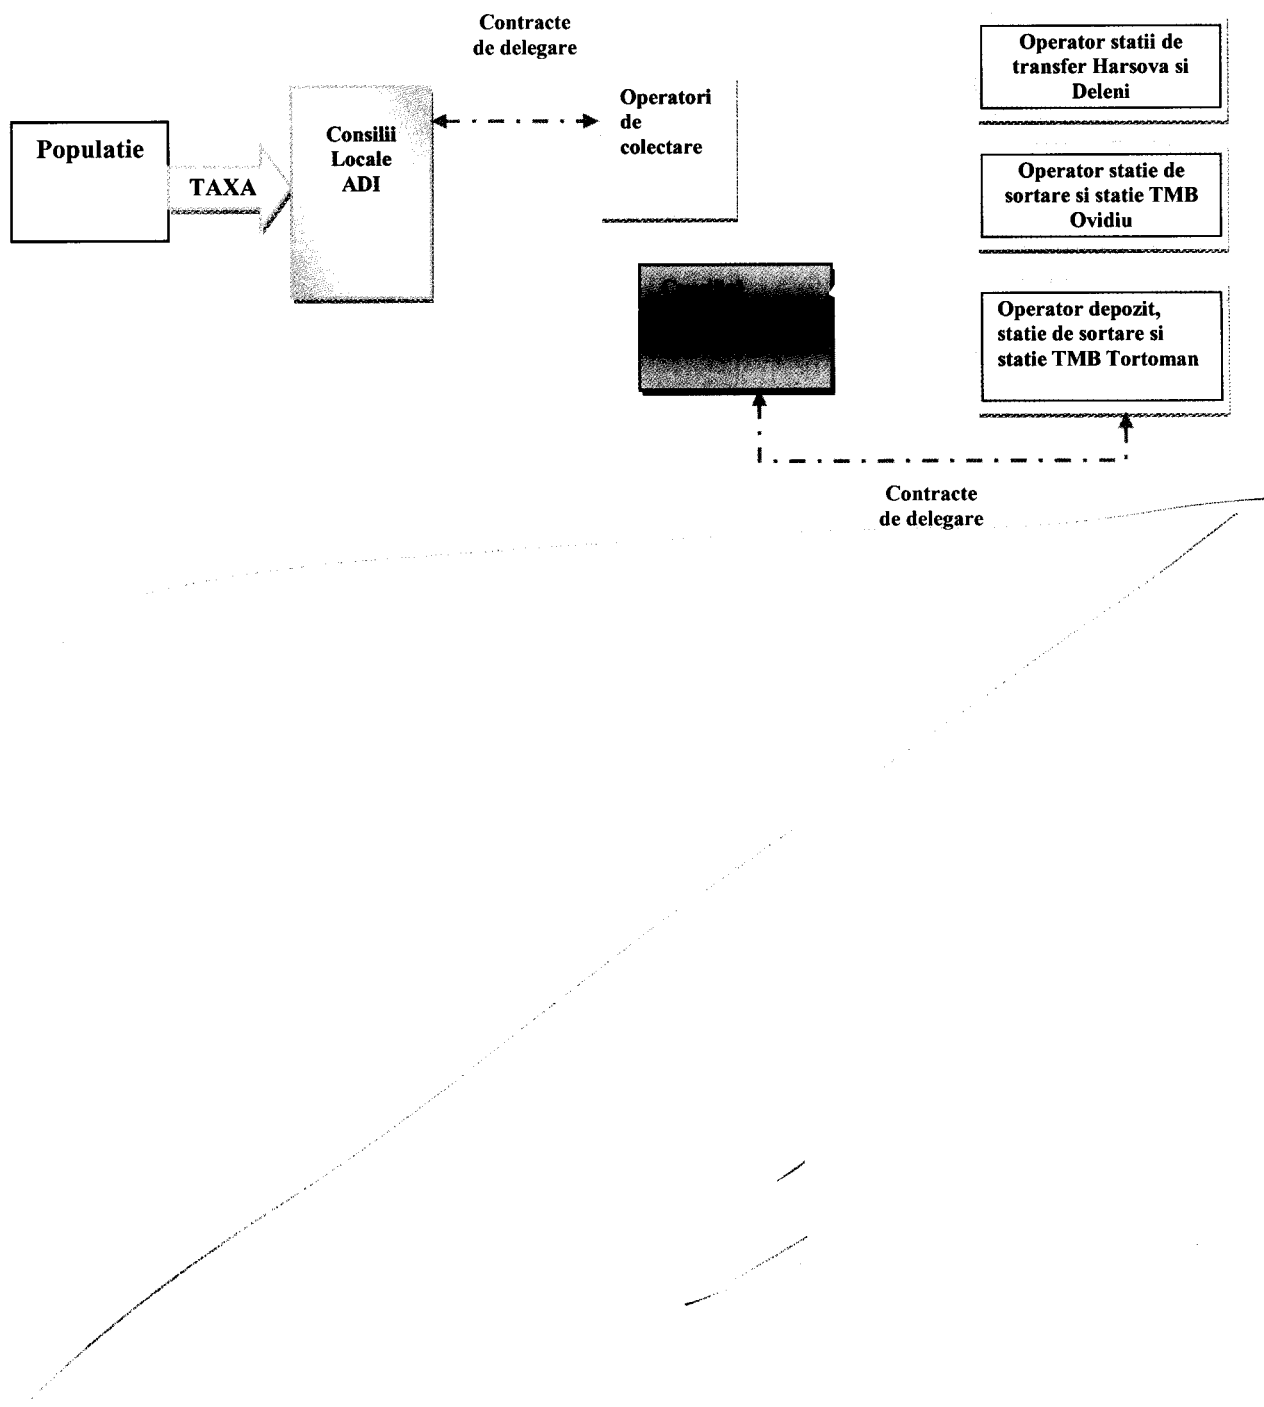 Contracte
de delegare
Operator statii de
transfer Harsova si
Deleni
Operatori
de
colectare
Consilii
Locale
ADI
Populatie
TAXA
Operator statie de
sortare si statie TMB
Ovidiu
Operator depozit,
statie de sortare si
statie TMB Tortoman
Contracte
de delegare